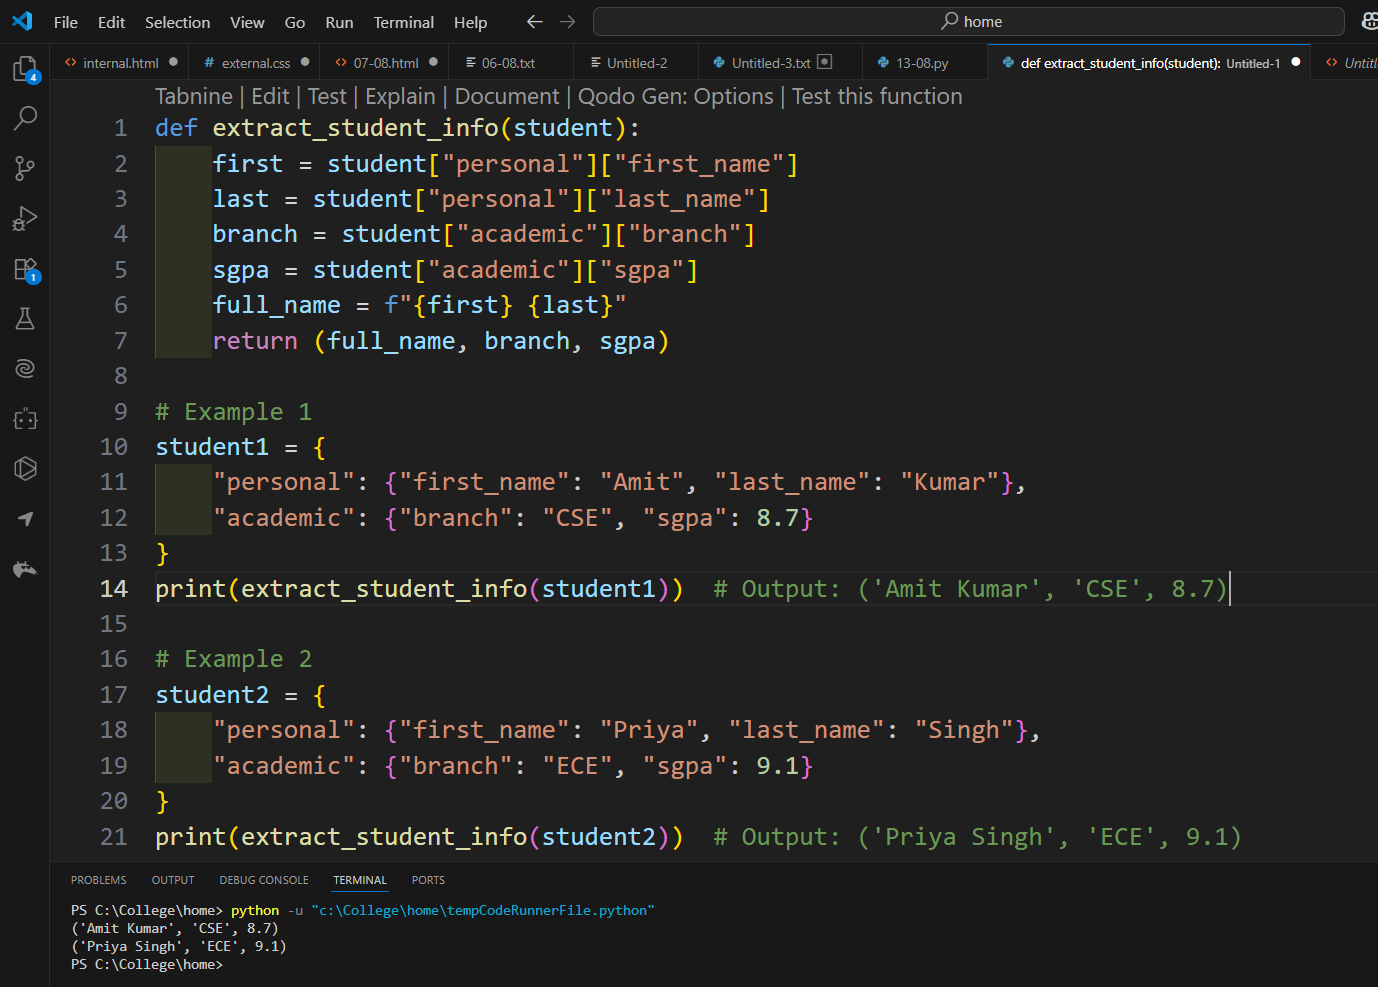 File Edit Selection View Go Run Terminal Help home
4
internal.html external.css 07-08.html 06-08.txt Untitled-2 Untitled-3.txt 13-08.py def extract_student_info(student): Untitled-1
Tabnine | Edit | Test | Explain | Document | Qodo Gen: Options | Test this function
1 def extract_student_info(student):
2 first = student["personal"]["first_name"]
3 last = student["personal"]["last_name"]
4 branch = student["academic"]["branch"]
5 sgpa = student["academic"]["sgpa"]
1
6 full_name = f"{first} {last}"
7 return (full_name, branch, sgpa)
8
9 # Example 1
10 student1 = {
11 "personal": {"first_name": "Amit", "last_name": "Kumar"},
12 "academic": {"branch": "CSE", "sgpa": 8.7}
13 }
14 print(extract_student_info(student1))  # Output: ('Amit Kumar', 'CSE', 8.7)
15
16 # Example 2
17 student2 = {
18 "personal": {"first_name": "Priya", "last_name": "Singh"},
19 "academic": {"branch": "ECE", "sgpa": 9.1}
20 }
21 print(extract_student_info(student2))  # Output: ('Priya Singh', 'ECE', 9.1)
PROBLEMS OUTPUT DEBUG CONSOLE TERMINAL PORTS
PS C:\College\home> python -u "c:\College\home\tempCodeRunnerFile.python"
('Amit Kumar', 'CSE', 8.7)
('Priya Singh', 'ECE', 9.1)
PS C:\College\home>